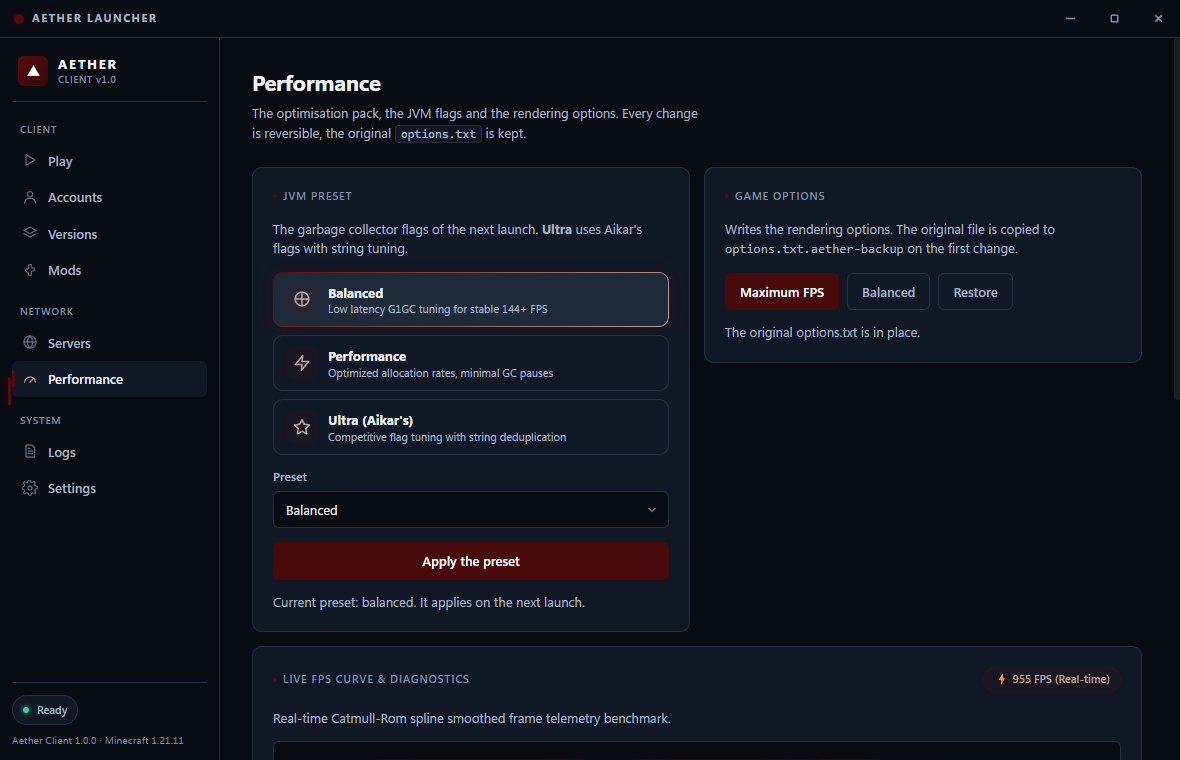 AETHER LAUNCHER
AETHER
CLIENT v1.0
CLIENT
Play
Accounts
Versions
Mods
NETWORK
Servers
Performance
SYSTEM
Logs
Settings
Ready
Aether Client 1.0.0 · Minecraft 1.21.11
Performance
The optimisation pack, the JVM flags and the rendering options. Every change
is reversible, the original options.txt is kept.
JVM PRESET
The garbage collector flags of the next launch. Ultra uses Aikar's
flags with string tuning.
Balanced
Low latency G1GC tuning for stable 144+ FPS
Performance
Optimized allocation rates, minimal GC pauses
Ultra (Aikar's)
Competitive flag tuning with string deduplication
Preset
Balanced
Apply the preset
Current preset: balanced. It applies on the next launch.
GAME OPTIONS
Writes the rendering options. The original file is copied to
options.txt.aether-backup on the first change.
Maximum FPS
Balanced
Restore
The original options.txt is in place.
LIVE FPS CURVE & DIAGNOSTICS
955 FPS (Real-time)
Real-time Catmull-Rom spline smoothed frame telemetry benchmark.